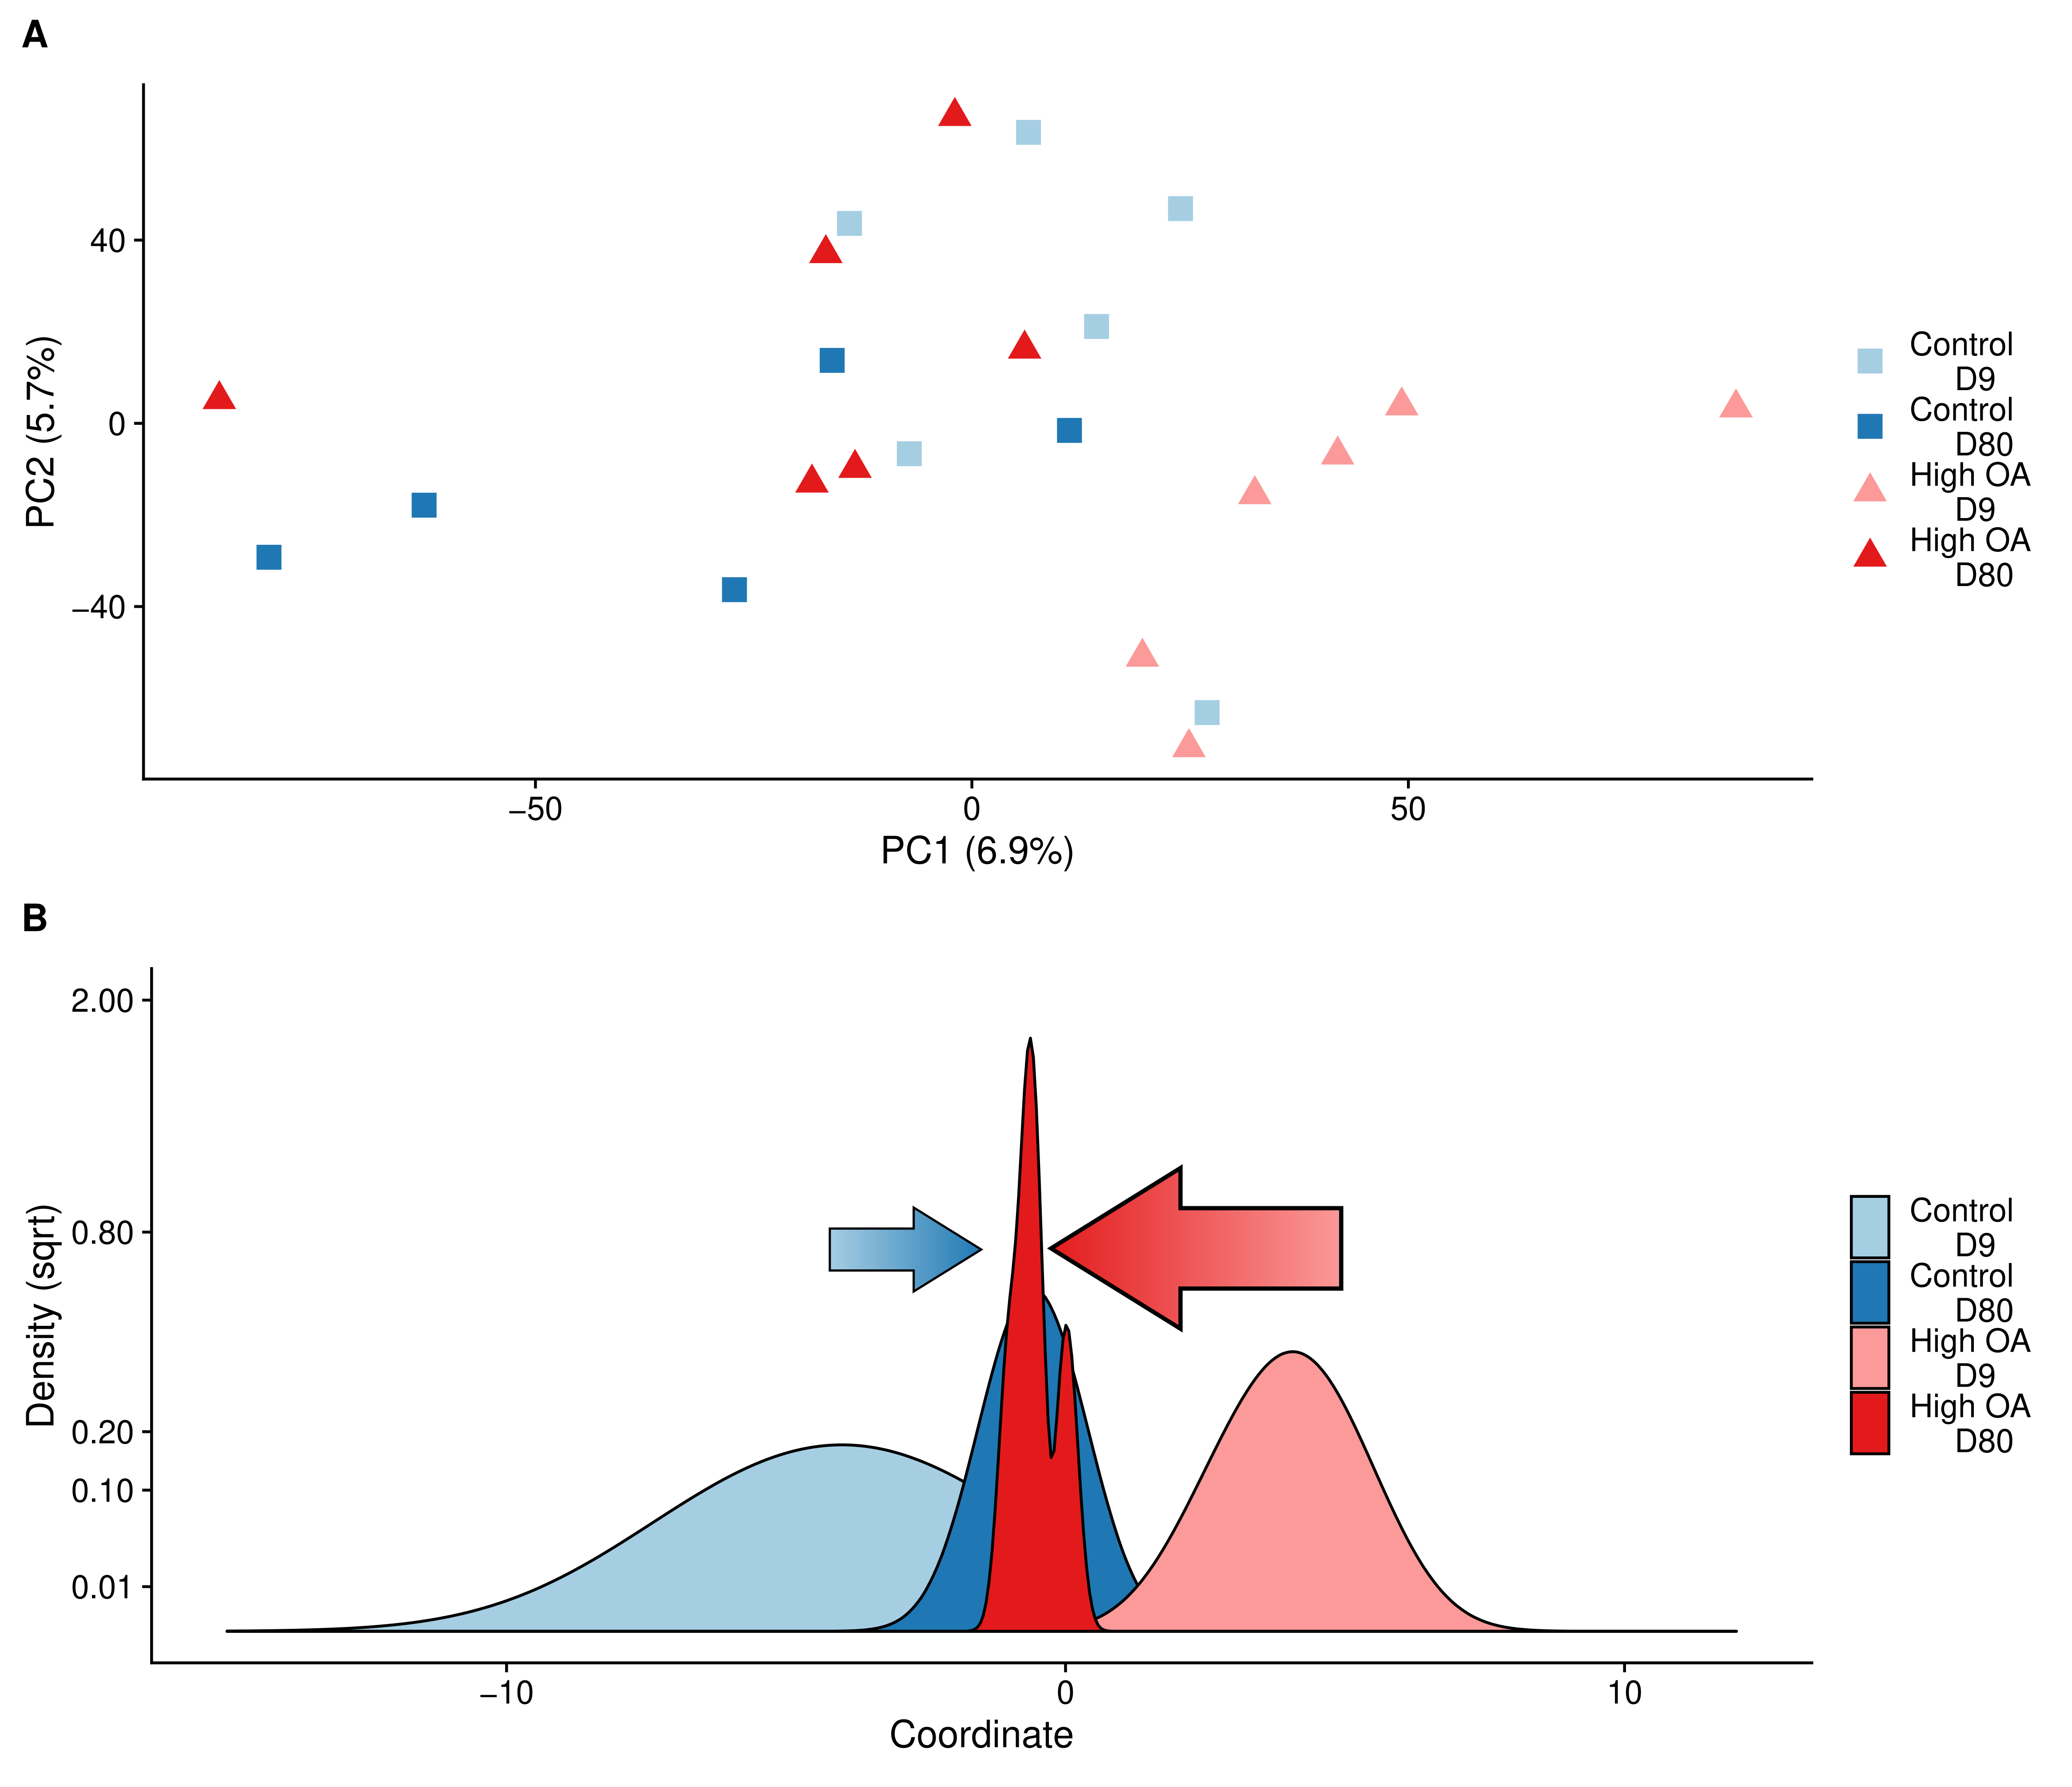 A
PC2 (5.7%)
40
0
−40
−50
0
50
PC1 (6.9%)
Control
D9
Control
D80
High OA
D9
High OA
D80
B
Density (sqrt)
2.00
0.80
0.20
0.10
0.01
−10
0
10
Coordinate
Control
D9
Control
D80
High OA
D9
High OA
D80